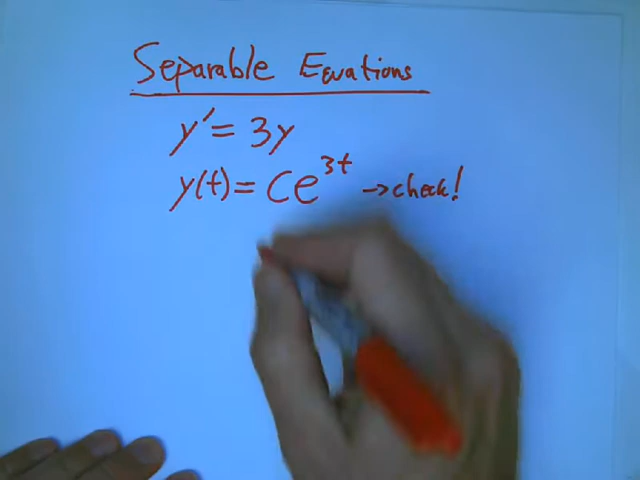 Separable Equations
y' = 3y
y(t) = Ce^{3t} → check!